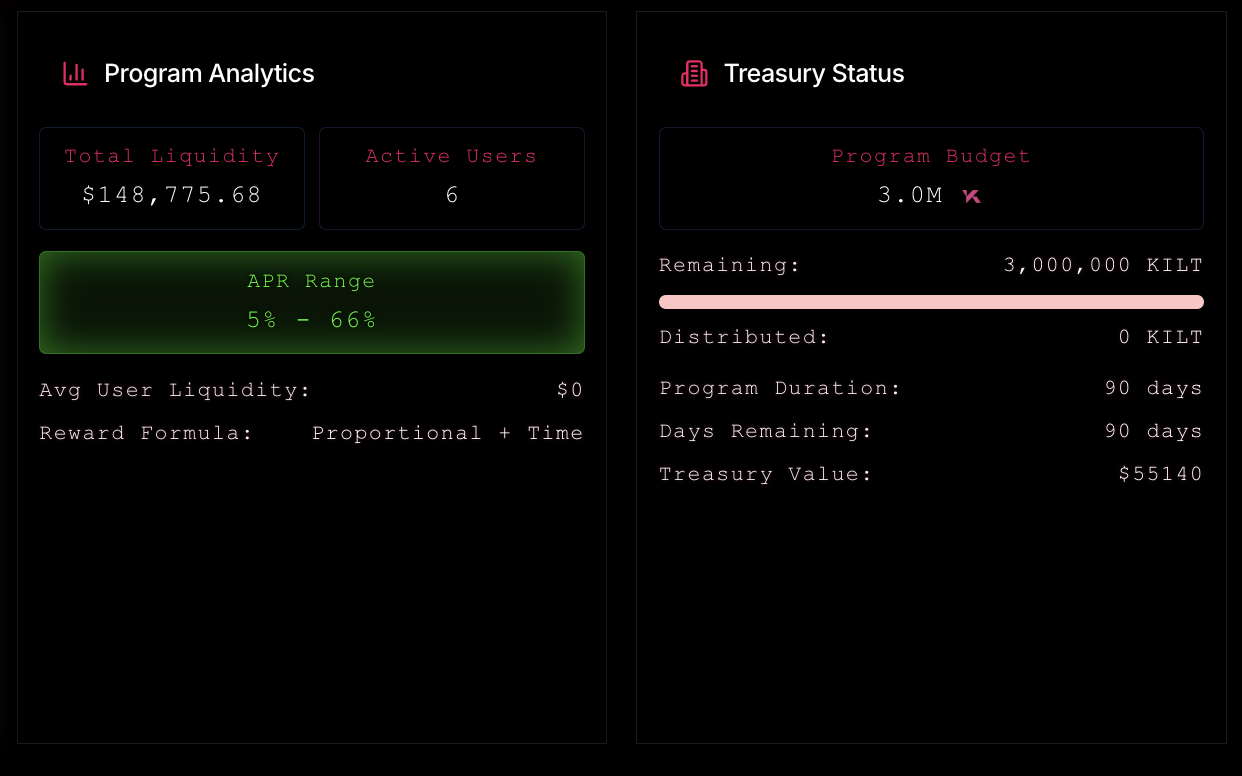 Program Analytics
Total Liquidity
$148,775.68
Active Users
6
APR Range
5% - 66%
Avg User Liquidity: $0
Reward Formula: Proportional + Time
Treasury Status
Program Budget
3.0M
Remaining: 3,000,000 KILT
Distributed: 0 KILT
Program Duration: 90 days
Days Remaining: 90 days
Treasury Value: $55140